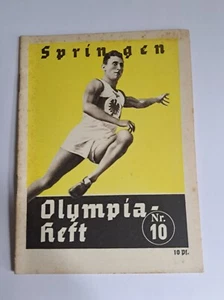 Springen
Olympia-
Heft
Nr.
10
10 Pf.